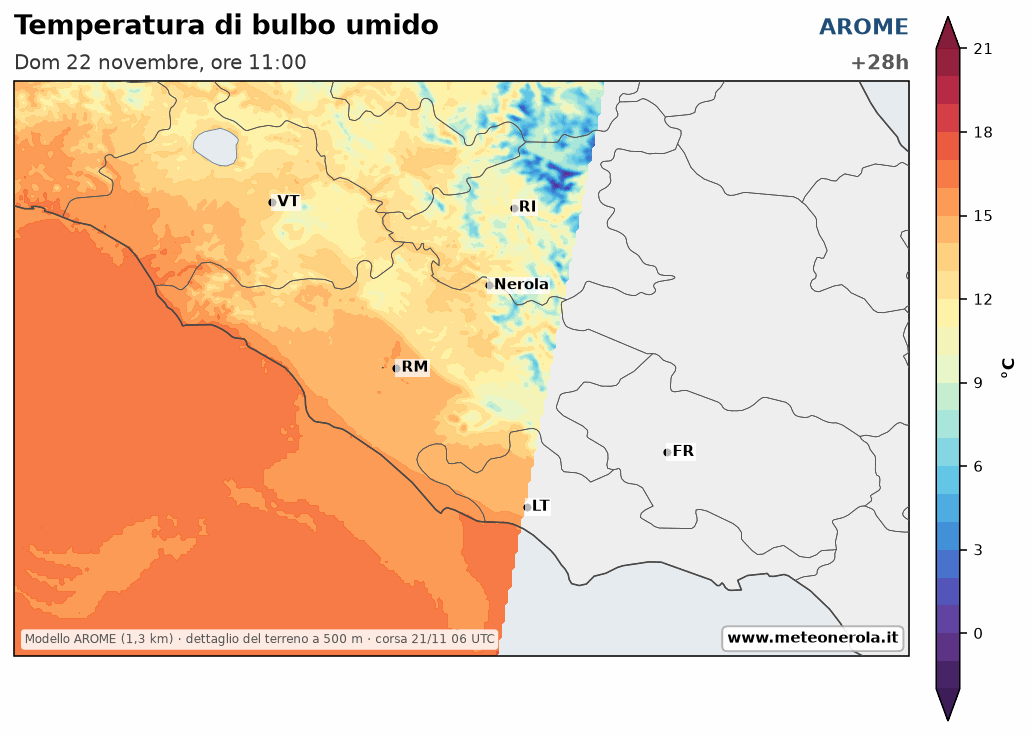 Temperatura di bulbo umido
AROME
Dom 22 novembre, ore 11:00
+28h
VT
RI
Nerola
RM
FR
LT
Modello AROME (1,3 km) · dettaglio del terreno a 500 m · corsa 21/11 06 UTC
www.meteonerola.it
21
18
15
12
9
6
3
0
°C